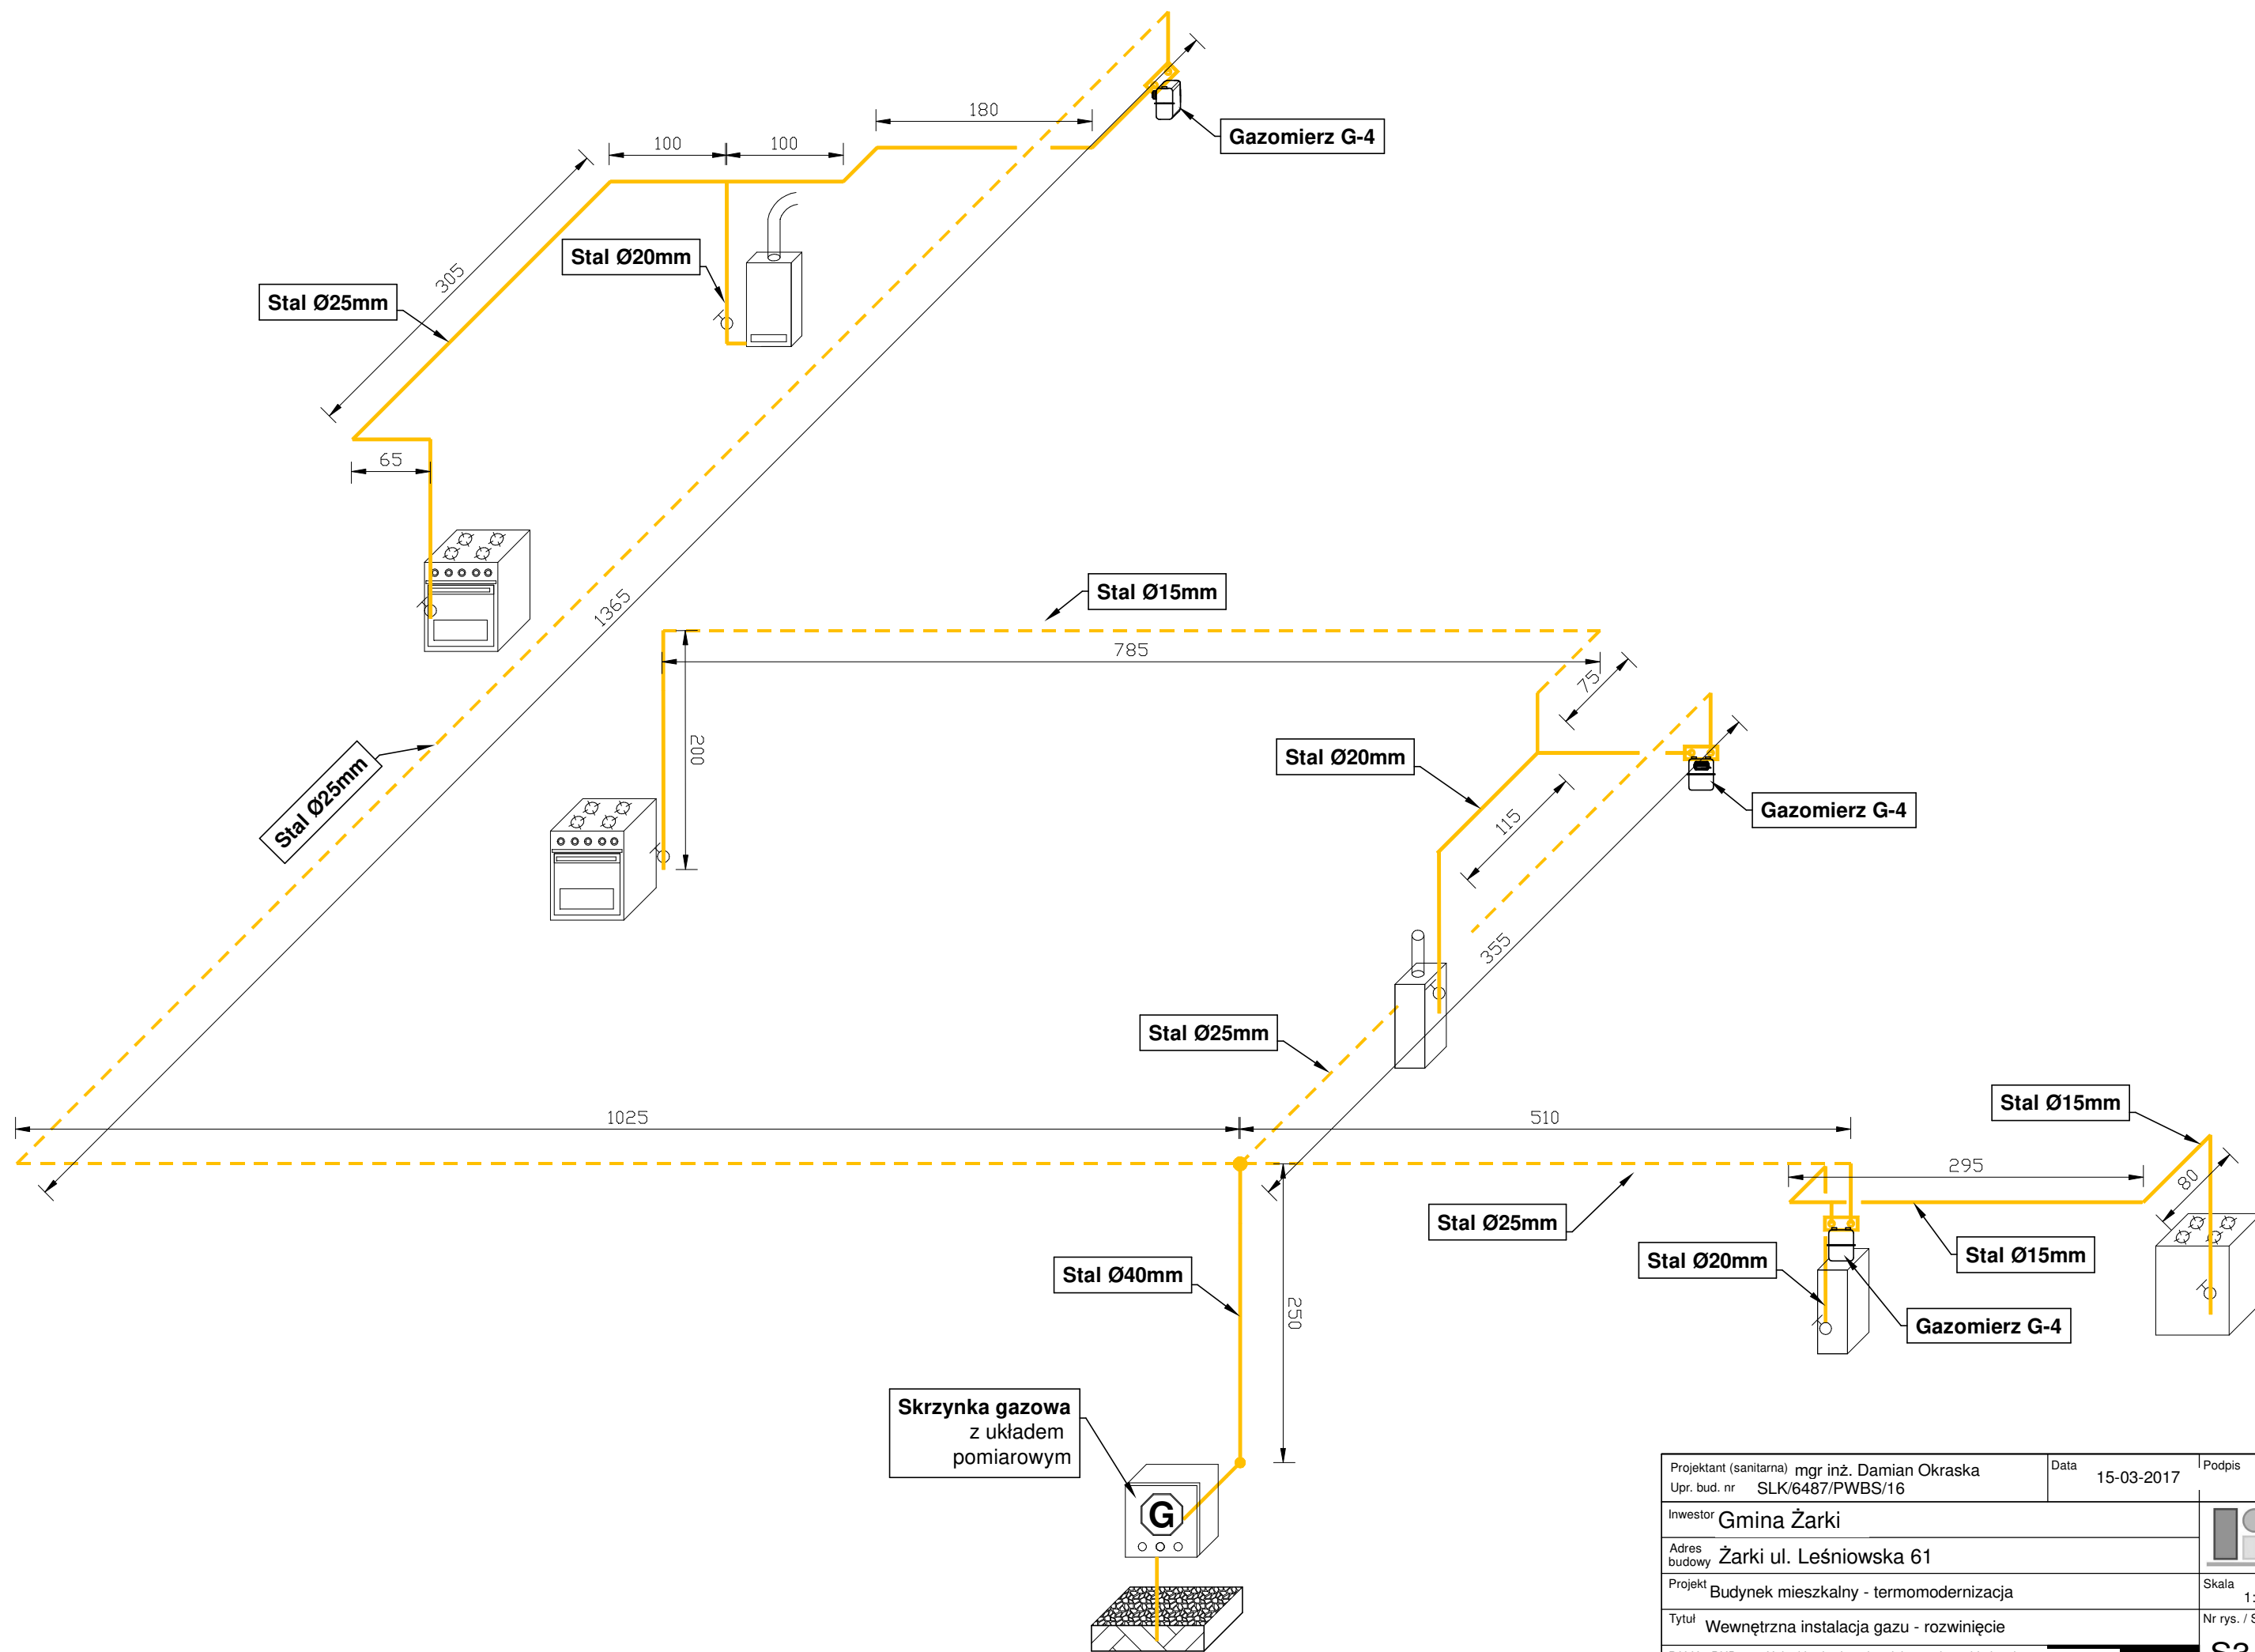 180
Gazomierz G-4
100
100
Stal Ø20mm
305
Stal Ø25mm
65
1365
Stal Ø15mm
785
75
200
Stal Ø20mm
Stal Ø25mm
115
Gazomierz G-4
355
Stal Ø25mm
1025
510
Stal Ø15mm
295
80
Stal Ø25mm
Stal Ø20mm
Stal Ø15mm
Stal Ø40mm
250
Gazomierz G-4
Skrzynka gazowa
z układem
pomiarowym
G
Projektant (sanitarna) mgr inż. Damian Okraska
Upr. bud. nr SLK/6487/PWBS/16
Data 15-03-2017
Podpis
Inwestor Gmina Żarki
Adres budowy Żarki ul. Leśniowska 61
Projekt Budynek mieszkalny - termomodernizacja
Skala 1:
Tytuł Wewnętrzna instalacja gazu - rozwinięcie
Nr rys. / S